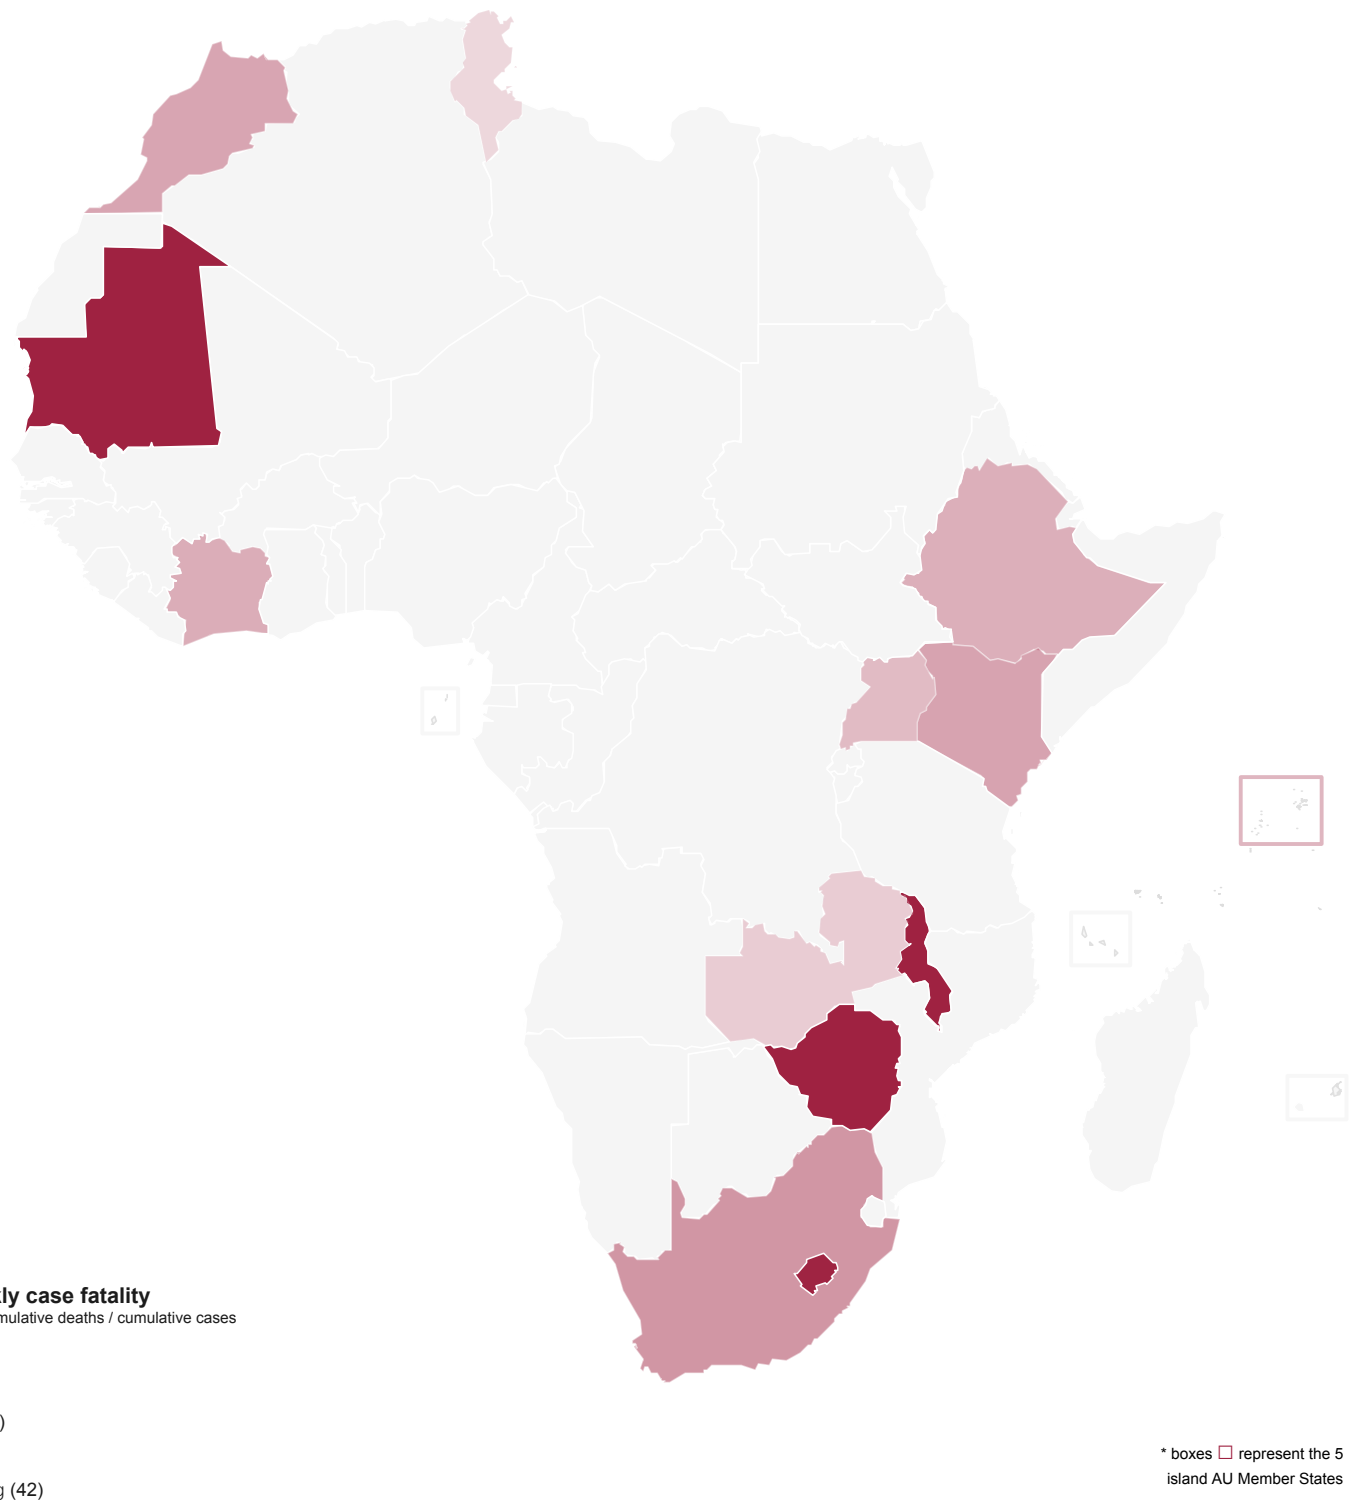 ly case fatality
mulative deaths / cumulative cases
)
g (42)
* boxes □ represent the 5
island AU Member States